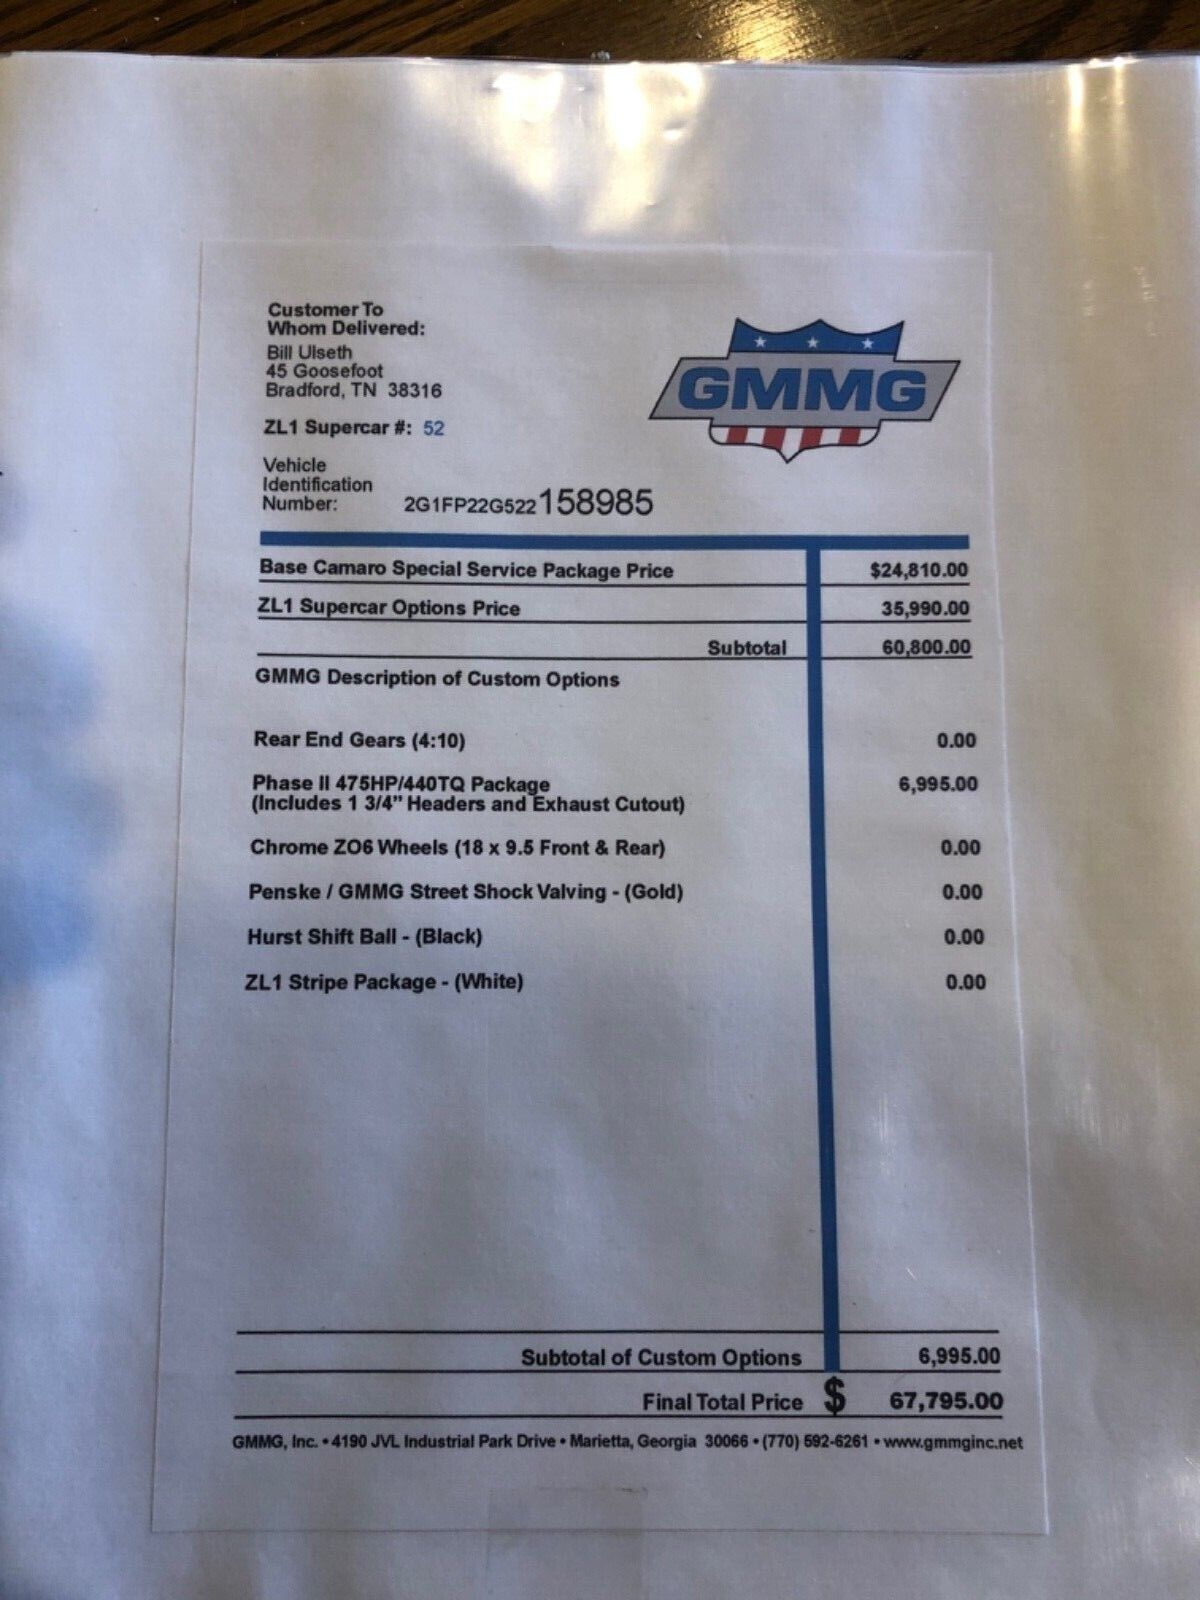 Customer To
Whom Delivered:
Bill Ulseth
45 Goosefoot
Bradford, TN 38316
ZL1 Supercar #: 52
GMMG
Vehicle
Identification
Number: 2G1FP22G522158985
Base Camaro Special Service Package Price $24,810.00
ZL1 Supercar Options Price 35,990.00
Subtotal 60,800.00
GMMG Description of Custom Options
Rear End Gears (4:10) 0.00
Phase II 475HP/440TQ Package 6,995.00
(Includes 1 3/4” Headers and Exhaust Cutout)
Chrome ZO6 Wheels (18 x 9.5 Front & Rear) 0.00
Penske / GMMG Street Shock Valving - (Gold) 0.00
Hurst Shift Ball - (Black) 0.00
ZL1 Stripe Package - (White) 0.00
Subtotal of Custom Options 6,995.00
Final Total Price $ 67,795.00
GMMG, Inc. • 4190 JVL Industrial Park Drive • Marietta, Georgia 30066 • (770) 592-6261 • www.gmmginc.net